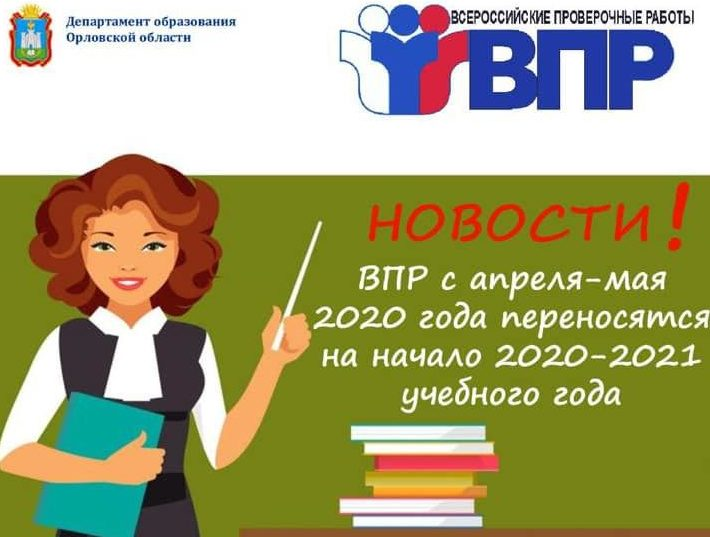 Департамент образования
Орловской области
ВСЕРОССИЙСКИЕ ПРОВЕРОЧНЫЕ РАБОТЫ
ВПР
НОВОСТИ!
ВПР с апреля-мая
2020 года переносятся
на начало 2020-2021
учебного года